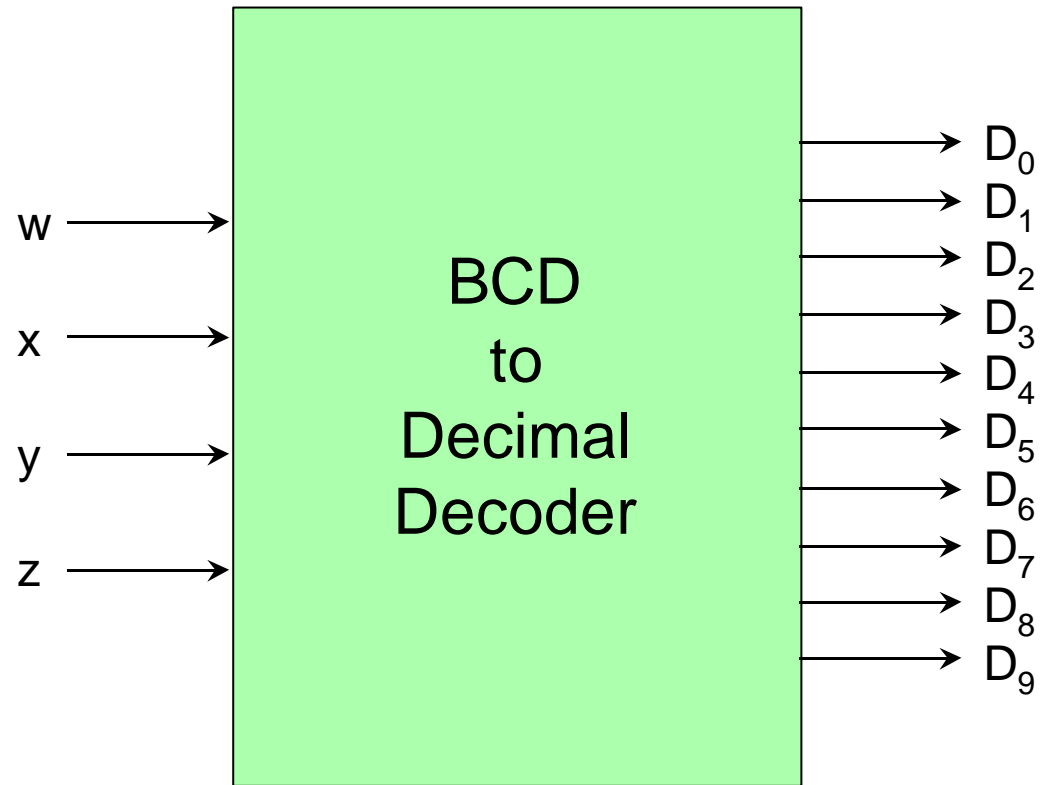 w
x
y
z
BCD
to
Decimal
Decoder
D₀
D₁
D₂
D₃
D₄
D₅
D₆
D₇
D₈
D₉